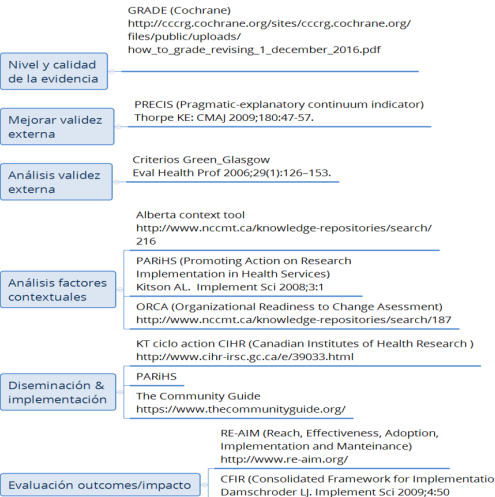 GRADE (Cochrane)
http://cccrg.cochrane.org/sites/cccrg.cochrane.org/
files/public/uploads/
how_to_grade_revising_1_december_2016.pdf
Nivel y calidad
de la evidencia
PRECIS (Pragmatic-explanatory continuum indicator)
Thorpe KE: CMAJ 2009;180:47-57.
Mejorar validez
externa
Criterios Green_Glasgow
Eval Health Prof 2006;29(1):126–153.
Análisis validez
externa
Alberta context tool
http://www.nccmt.ca/knowledge-repositories/search/
216
PARiHS (Promoting Action on Research
Implementation in Health Services)
Kitson AL.  Implement Sci 2008;3:1
Análisis factores
contextuales
ORCA (Organizational Readiness to Change Assessment)
http://www.nccmt.ca/knowledge-repositories/search/187
KT ciclo action CIHR (Canadian Institutes of Health Research )
http://www.cihr-irsc.gc.ca/e/39033.html
PARiHS
Diseminación &
implementación
The Community Guide
https://www.thecommunityguide.org/
RE-AIM (Reach, Effectiveness, Adoption,
Implementation and Manteinance)
http://www.re-aim.org/
Evaluación outcomes/impacto
CFIR (Consolidated Framework for Implementatio
Damschroder LJ. Implement Sci 2009;4:50